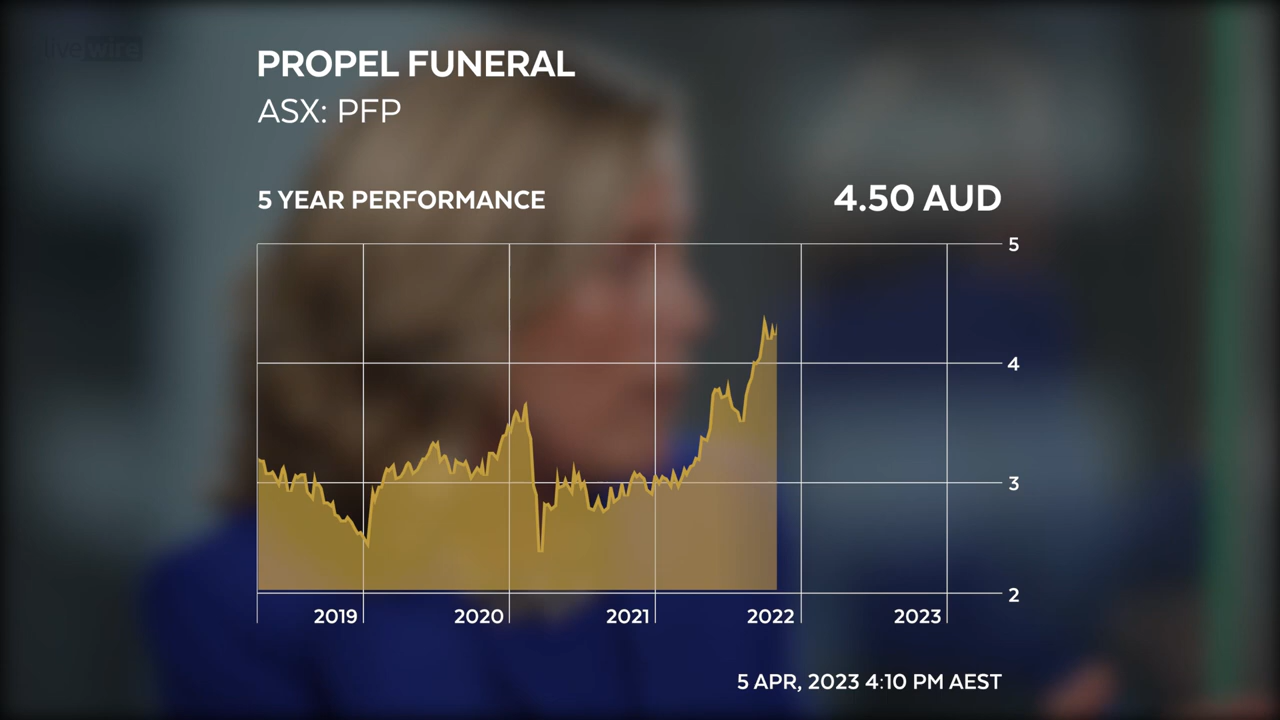 livewire
PROPEL FUNERAL
ASX: PFP
5 YEAR PERFORMANCE
4.50 AUD
5
4
3
2
2019 2020 2021 2022 2023
5 APR, 2023 4:10 PM AEST